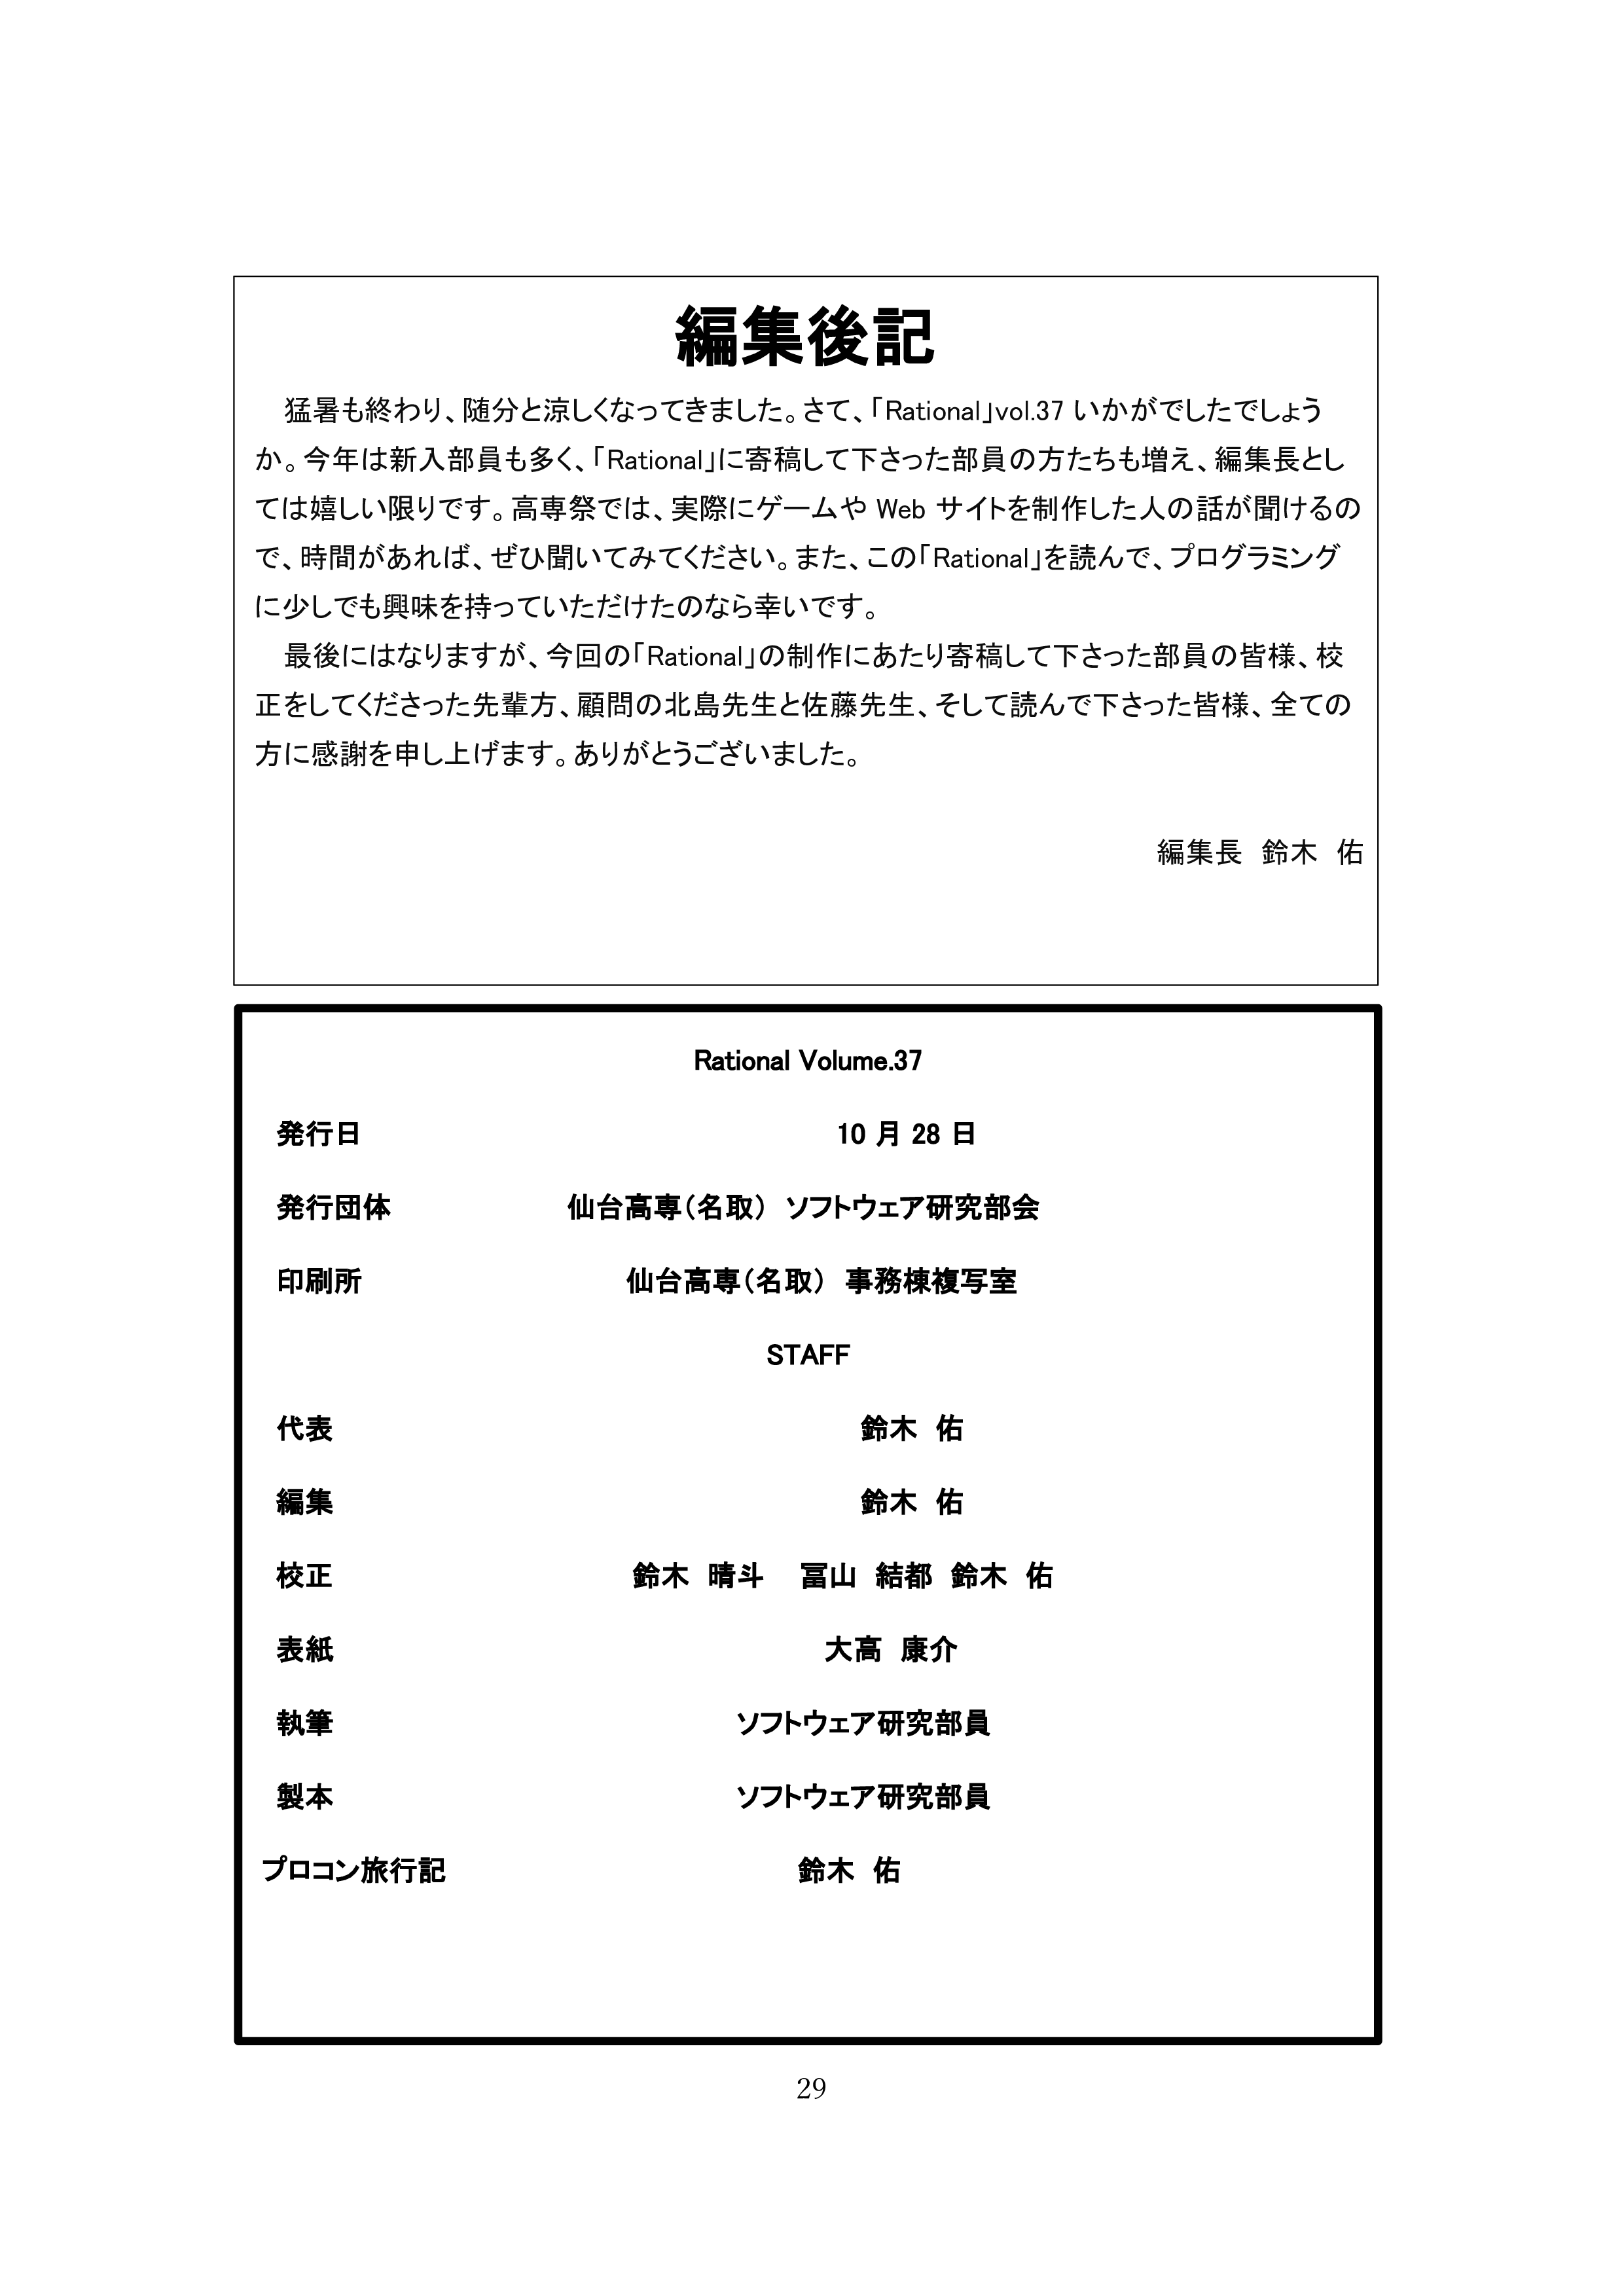 編集後記
猛暑も終わり、随分と涼しくなってきました。さて、「Rational」vol.37 いかがでしたでしょう
か。今年は新入部員も多く、「Rational」に寄稿して下さった部員の方たちも増え、編集長とし
ては嬉しい限りです。高専祭では、実際にゲームや Web サイトを制作した人の話が聞けるの
で、時間があれば、ぜひ聞いてみてください。また、この「Rational」を読んで、プログラミング
に少しでも興味を持っていただけたのなら幸いです。
最後にはなりますが、今回の「Rational」の制作にあたり寄稿して下さった部員の皆様、校
正をしてくださった先輩方、顧問の北島先生と佐藤先生、そして読んで下さった皆様、全ての
方に感謝を申し上げます。ありがとうございました。
編集長 鈴木 佑
Rational Volume.37
発行日 10 月 28 日
発行団体 仙台高専(名取) ソフトウェア研究部会
印刷所 仙台高専(名取) 事務棟複写室
STAFF
代表 鈴木 佑
編集 鈴木 佑
校正 鈴木 晴斗 冨山 結都 鈴木 佑
表紙 大高 康介
執筆 ソフトウェア研究部員
製本 ソフトウェア研究部員
プロコン旅行記 鈴木 佑
29